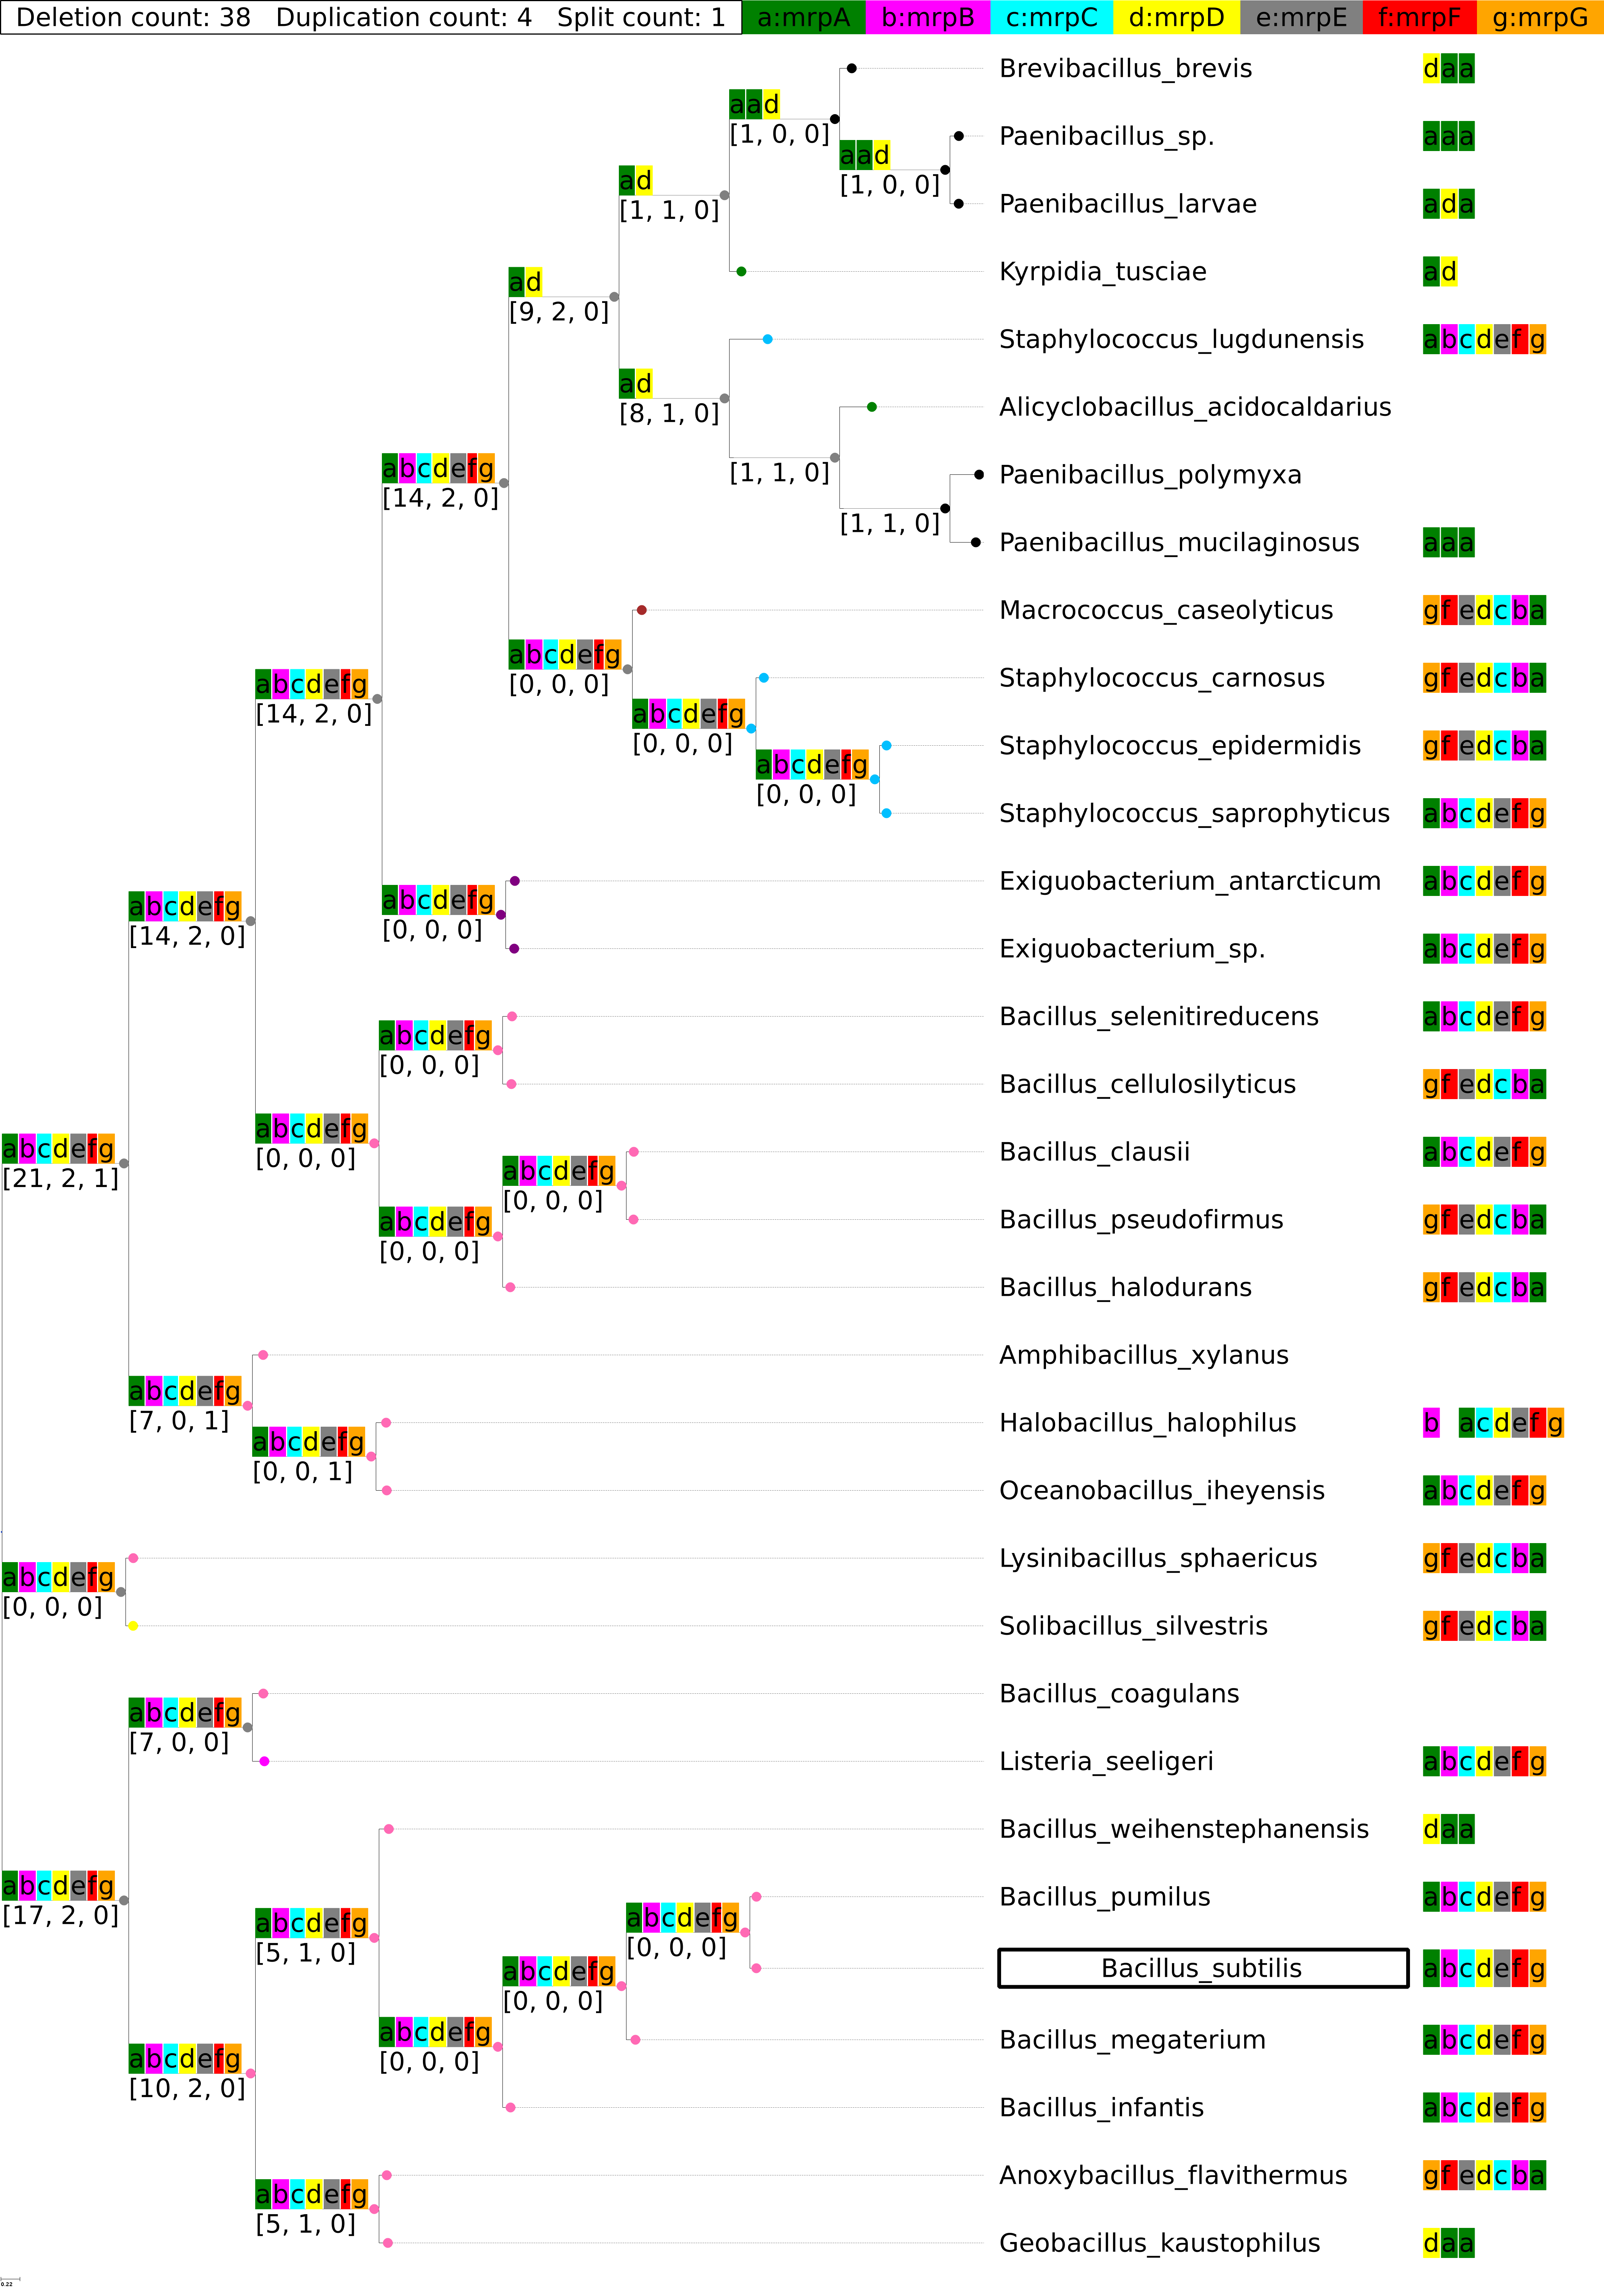 Deletion count: 38 Duplication count: 4 Split count: 1 a:mrpA b:mrpB c:mrpC d:mrpD e:mrpE f:mrpF g:mrpG
Brevibacillus_brevis daa
aad
[1, 0, 0]
Paenibacillus_sp. aaa
aad
[1, 0, 0]
ad
[1, 1, 0]
Paenibacillus_larvae ada
Kyrpidia_tusciae ad
ad
[9, 2, 0]
Staphylococcus_lugdunensis abcdefg
ad
[8, 1, 0]
Alicyclobacillus_acidocaldarius
[1, 1, 0]
Paenibacillus_polymyxa
abcdefg
[14, 2, 0]
[1, 1, 0]
Paenibacillus_mucilaginosus aaa
Macrococcus_caseolyticus gfedcba
abcdefg
[0, 0, 0]
Staphylococcus_carnosus gfedcba
abcdefg
[14, 2, 0]
abcdefg
[0, 0, 0]
Staphylococcus_epidermidis gfedcba
abcdefg
[0, 0, 0]
Staphylococcus_saprophyticus abcdefg
Exiguobacterium_antarcticum abcdefg
abcdefg
[0, 0, 0]
abcdefg
[14, 2, 0]
Exiguobacterium_sp. abcdefg
Bacillus_selenitireducens abcdefg
abcdefg
[0, 0, 0]
Bacillus_cellulosilyticus gfedcba
abcdefg
[0, 0, 0]
Bacillus_clausii abcdefg
abcdefg
[21, 2, 1]
abcdefg
[0, 0, 0]
Bacillus_pseudofirmus gfedcba
abcdefg
[0, 0, 0]
Bacillus_halodurans gfedcba
Amphibacillus_xylanus
abcdefg
[7, 0, 1]
Halobacillus_halophilus b acdefg
abcdefg
[0, 0, 1]
Oceanobacillus_iheyensis abcdefg
Lysinibacillus_sphaericus gfedcba
abcdefg
[0, 0, 0]
Solibacillus_silvestris gfedcba
Bacillus_coagulans
abcdefg
[7, 0, 0]
Listeria_seeligeri abcdefg
Bacillus_weihenstephanensis daa
abcdefg
[17, 2, 0]
Bacillus_pumilus abcdefg
abcdefg
[5, 1, 0]
abcdefg
[0, 0, 0]
Bacillus_subtilis abcdefg
abcdefg
[0, 0, 0]
Bacillus_megaterium abcdefg
abcdefg
[0, 0, 0]
abcdefg
[10, 2, 0]
Bacillus_infantis abcdefg
Anoxybacillus_flavithermus gfedcba
abcdefg
[5, 1, 0]
Geobacillus_kaustophilus daa
0.22